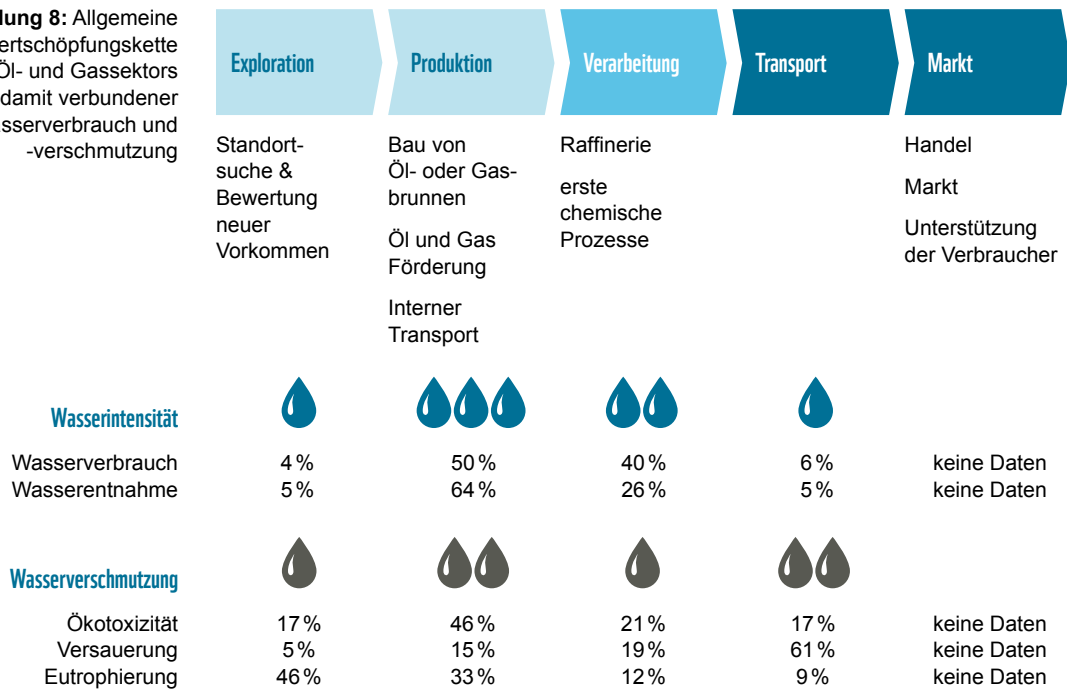 8: Allgemeine
Öl- und Gassektors
damit verbundener
und
-verschmutzung
Exploration
Produktion
Verarbeitung
Transport
Markt
Standort-
suche &
Bewertung
neuer
Vorkommen
Bau von
Öl- oder Gas-
brunnen
Öl und Gas
Förderung
Interner
Transport
Raffinerie
erste
chemische
Prozesse
Handel
Markt
Unterstützung
der Verbraucher
Wasserintensität
Wasserverbrauch 4 % 50 % 40 % 6 % keine Daten
Wasserentnahme 5 % 64 % 26 % 5 % keine Daten
Wasserverschmutzung
Ökotoxizität 17 % 46 % 21 % 17 % keine Daten
Versauerung 5 % 15 % 19 % 61 % keine Daten
Eutrophierung 46 % 33 % 12 % 9 % keine Daten